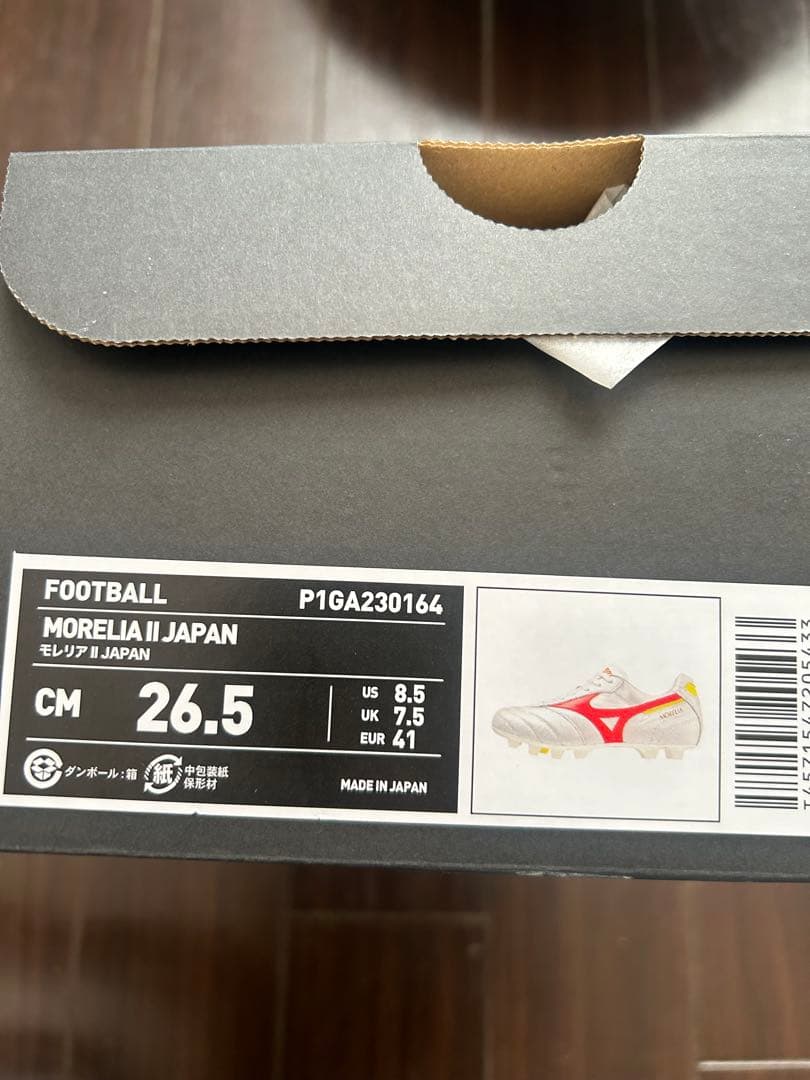 FOOTBALL P1GA230164
MORELIA II JAPAN
モレリア II JAPAN
CM 26.5
US 8.5
UK 7.5
EUR 41
ダンボール:箱
紙 中包装紙
保形材
MADE IN JAPAN
MORELIA